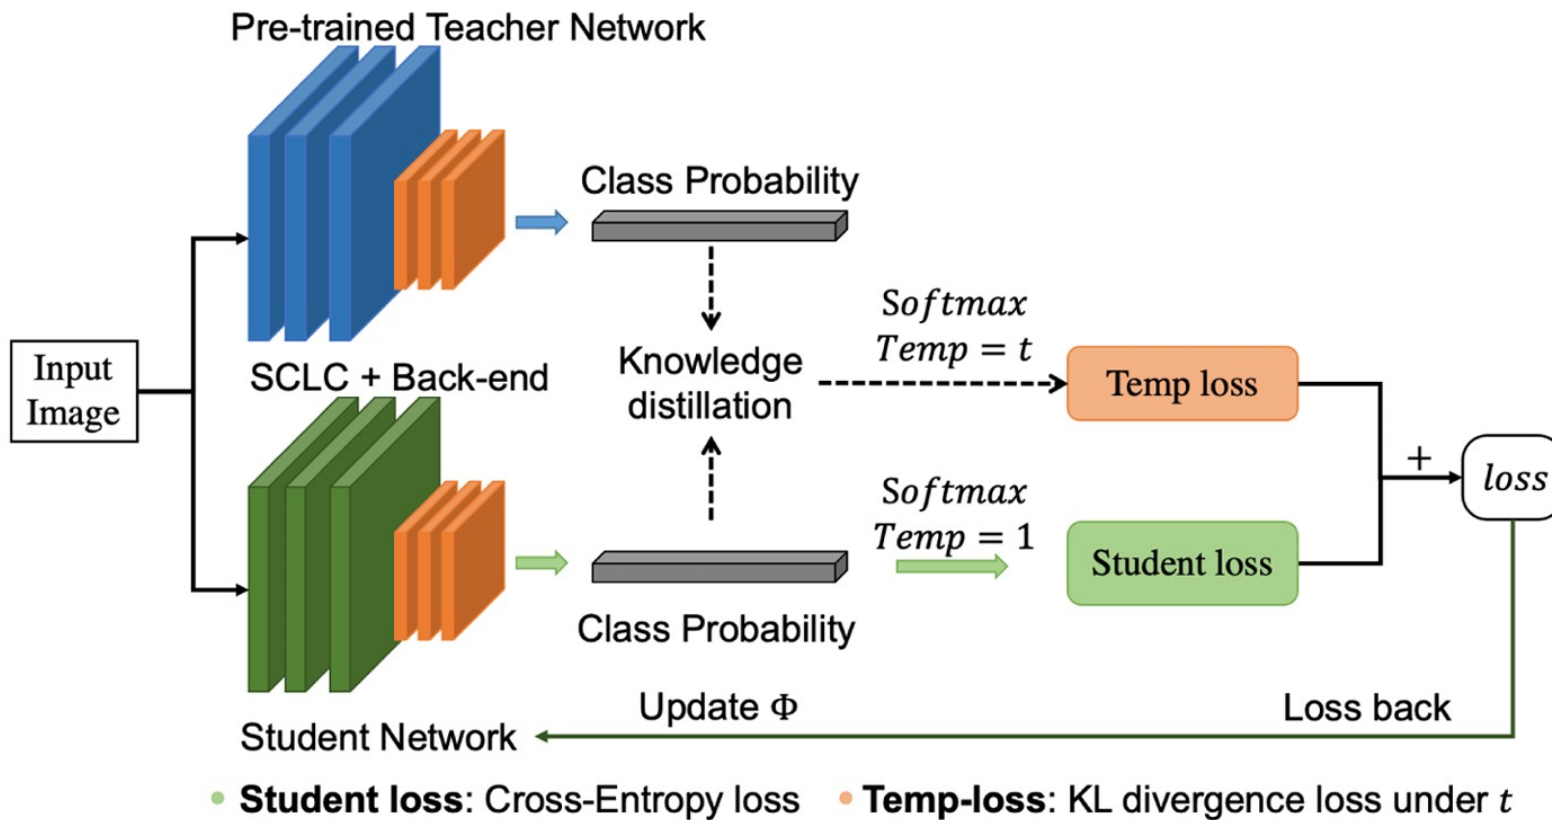 Pre-trained Teacher Network
Class Probability
Softmax
Temp = t
Knowledge
distillation
Input
Image
SCLC + Back-end
Temp loss
+
loss
Softmax
Temp = 1
Student loss
Class Probability
Update Φ
Loss back
Student Network
• Student loss: Cross-Entropy loss
• Temp-loss: KL divergence loss under t